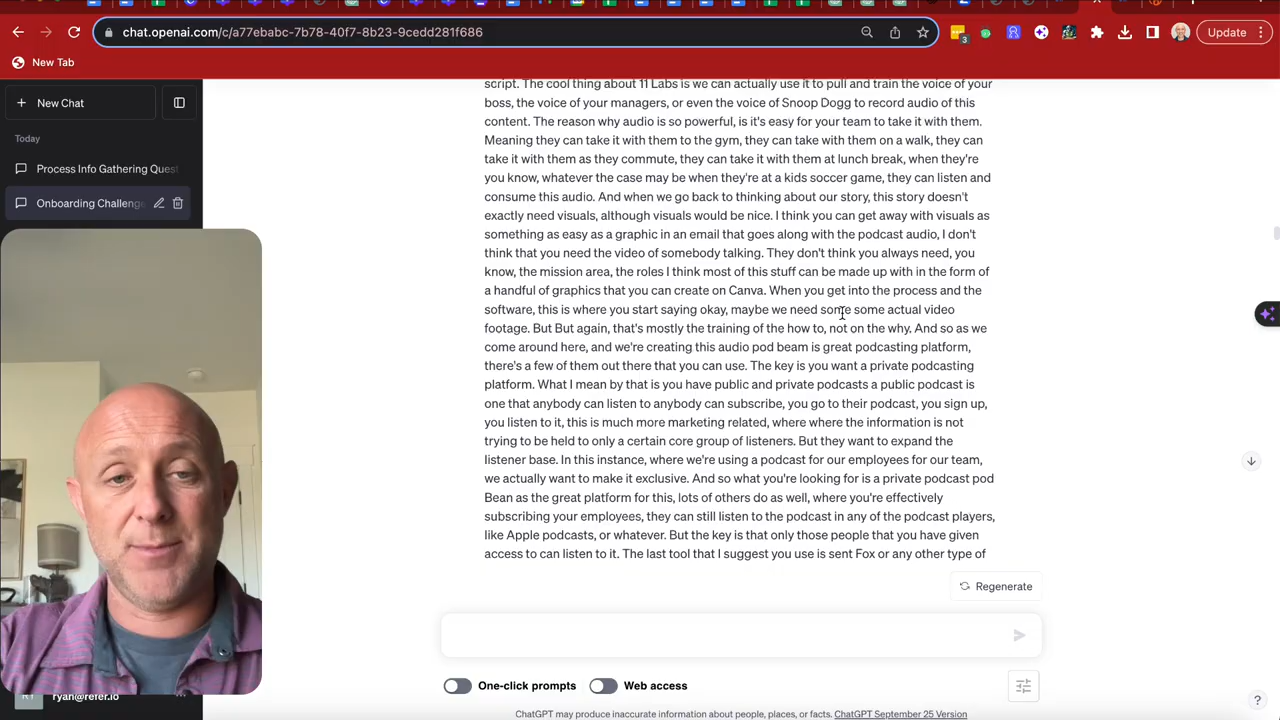 chat.openai.com/c/a77ebabc-7b78-40f7-8b23-9cedd281f686
3
Update
New Tab
New Chat
Today
Process Info Gathering Quest
Onboarding Challenge
script. The cool thing about 11 Labs is we can actually use it to pull and train the voice of your
boss, the voice of your managers, or even the voice of Snoop Dogg to record audio of this
content. The reason why audio is so powerful, is it's easy for your team to take it with them.
Meaning they can take it with them to the gym, they can take with them on a walk, they can
take it with them as they commute, they can take it with them at lunch break, when they're
you know, whatever the case may be when they're at a kids soccer game, they can listen and
consume this audio. And when we go back to thinking about our story, this story doesn't
exactly need visuals, although visuals would be nice. I think you can get away with visuals as
something as easy as a graphic in an email that goes along with the podcast audio, I don't
think that you need the video of somebody talking. They don't think you always need, you
know, the mission area, the roles I think most of this stuff can be made up with in the form of
a handful of graphics that you can create on Canva. When you get into the process and the
software, this is where you start saying okay, maybe we need some some actual video
footage. But But again, that's mostly the training of the how to, not on the why. And so as we
come around here, and we're creating this audio pod beam is great podcasting platform,
there's a few of them out there that you can use. The key is you want a private podcasting
platform. What I mean by that is you have public and private podcasts a public podcast is
one that anybody can listen to anybody can subscribe, you go to their podcast, you sign up,
you listen to it, this is much more marketing related, where where the information is not
trying to be held to only a certain core group of listeners. But they want to expand the
listener base. In this instance, where we're using a podcast for our employees for our team,
we actually want to make it exclusive. And so what you're looking for is a private podcast pod
Bean as the great platform for this, lots of others do as well, where you're effectively
subscribing your employees, they can still listen to the podcast in any of the podcast players,
like Apple podcasts, or whatever. But the key is that only those people that you have given
access to can listen to it. The last tool that I suggest you use is sent Fox or any other type of
Regenerate
One-click prompts
Web access
ryan@refer.io
ChatGPT may produce inaccurate information about people, places, or facts. ChatGPT September 25 Version
?